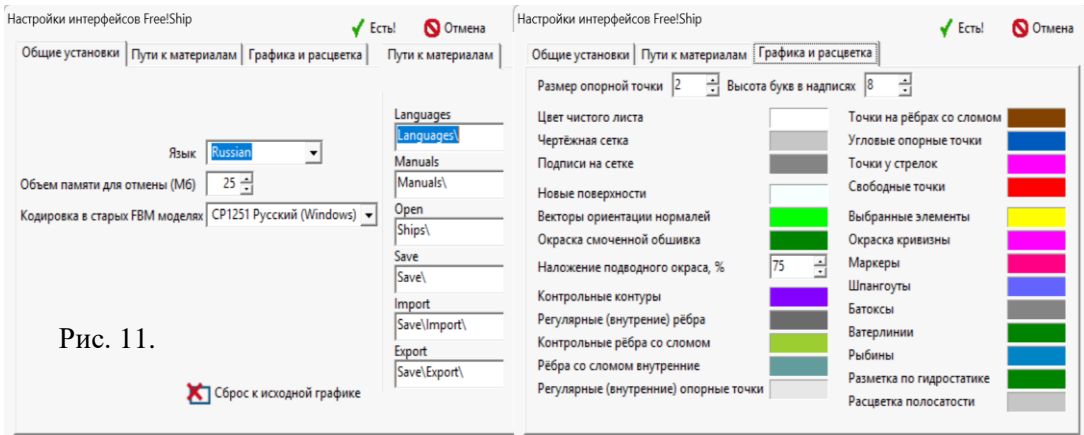 Настройки интерфейсов Free!Ship
Есть! Отмена
Общие установки Пути к материалам Графика и расцветка Пути к материалам
Languages
Languages\
Язык Russian
Manuals
Manuals\
Объем памяти для отмены (Мб) 25
Кодировка в старых FBM моделях CP1251 Русский (Windows)
Open
Ships\
Save
Save\
Import
Save\Import\
Export
Save\Export\
Рис. 11.
Сброс к исходной графике
Настройки интерфейсов Free!Ship
Есть! Отмена
Общие установки Пути к материалам Графика и расцветка
Размер опорной точки 2 Высота букв в надписях 8
Цвет чистого листа
Чертёжная сетка
Подписи на сетке
Новые поверхности
Векторы ориентации нормалей
Окраска смоченной обшивка
Наложение подводного окраса, % 75
Контрольные контуры
Регулярные (внутрение) рёбра
Контрольные рёбра со сломом
Рёбра со сломом внутренние
Регулярные (внутренние) опорные точки
Точки на рёбрах со сломом
Угловые опорные точки
Точки у стрелок
Свободные точки
Выбранные элементы
Окраска кривизны
Маркеры
Шпангоуты
Батоксы
Ватерлинии
Рыбины
Разметка по гидростатике
Расцветка полосатости